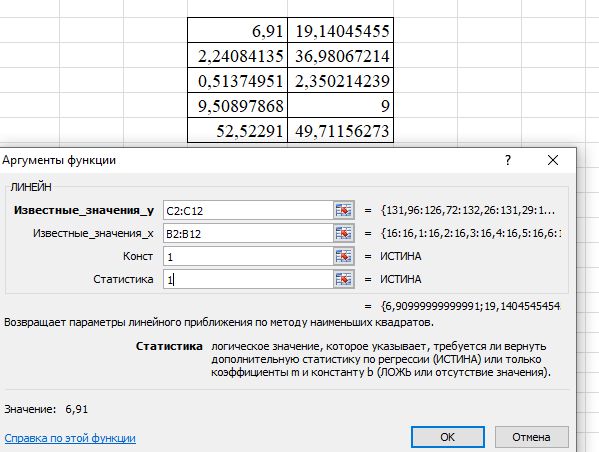 6,91 19,14045455
2,24084135 36,98067214
0,51374951 2,350214239
9,50897868 9
52,52291 49,71156273
Аргументы функции ?
ЛИНЕЙН
Известные_значения_y C2:C12 = {131,96:126,72:132,26:131,29:1...
Известные_значения_x B2:B12 = {16:16,1:16,2:16,3:16,4:16,5:16,6:1
Конст 1 = ИСТИНА
Статистика 1 = ИСТИНА
= {6,90999999999991;19,1404545454
Возвращает параметры линейного приближения по методу наименьших квадратов.
Статистика логическое значение, которое указывает, требуется ли вернуть
дополнительную статистику по регрессии (ИСТИНА) или только
коэффициенты m и константу b (ЛОЖЬ или отсутствие значения).
Значение: 6,91
Справка по этой функции ОК Отмена